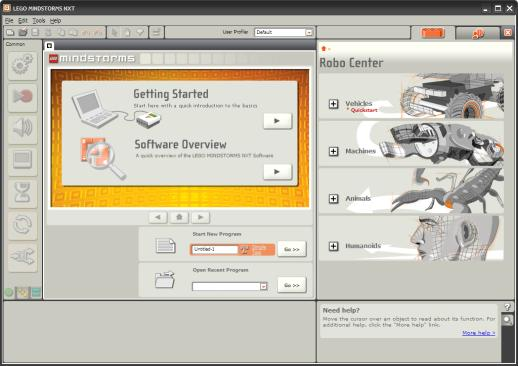 LEGO MINDSTORMS NXT
File Edit Tools Help
User Profile: Default
Common
LEGO mindstorms
Getting Started
Start here with a quick introduction to the basics
Software Overview
A quick overview of the LEGO MINDSTORMS NXT Software
Start New Program
Untitled-1
Go >>
Open Recent Program
Go >>
Robo Center
Vehicles
* Quickstart
Machines
Animals
Humanoids
Need help?
Move the cursor over an object to read about its function. For
additional help, click the "More help" link.
More help >